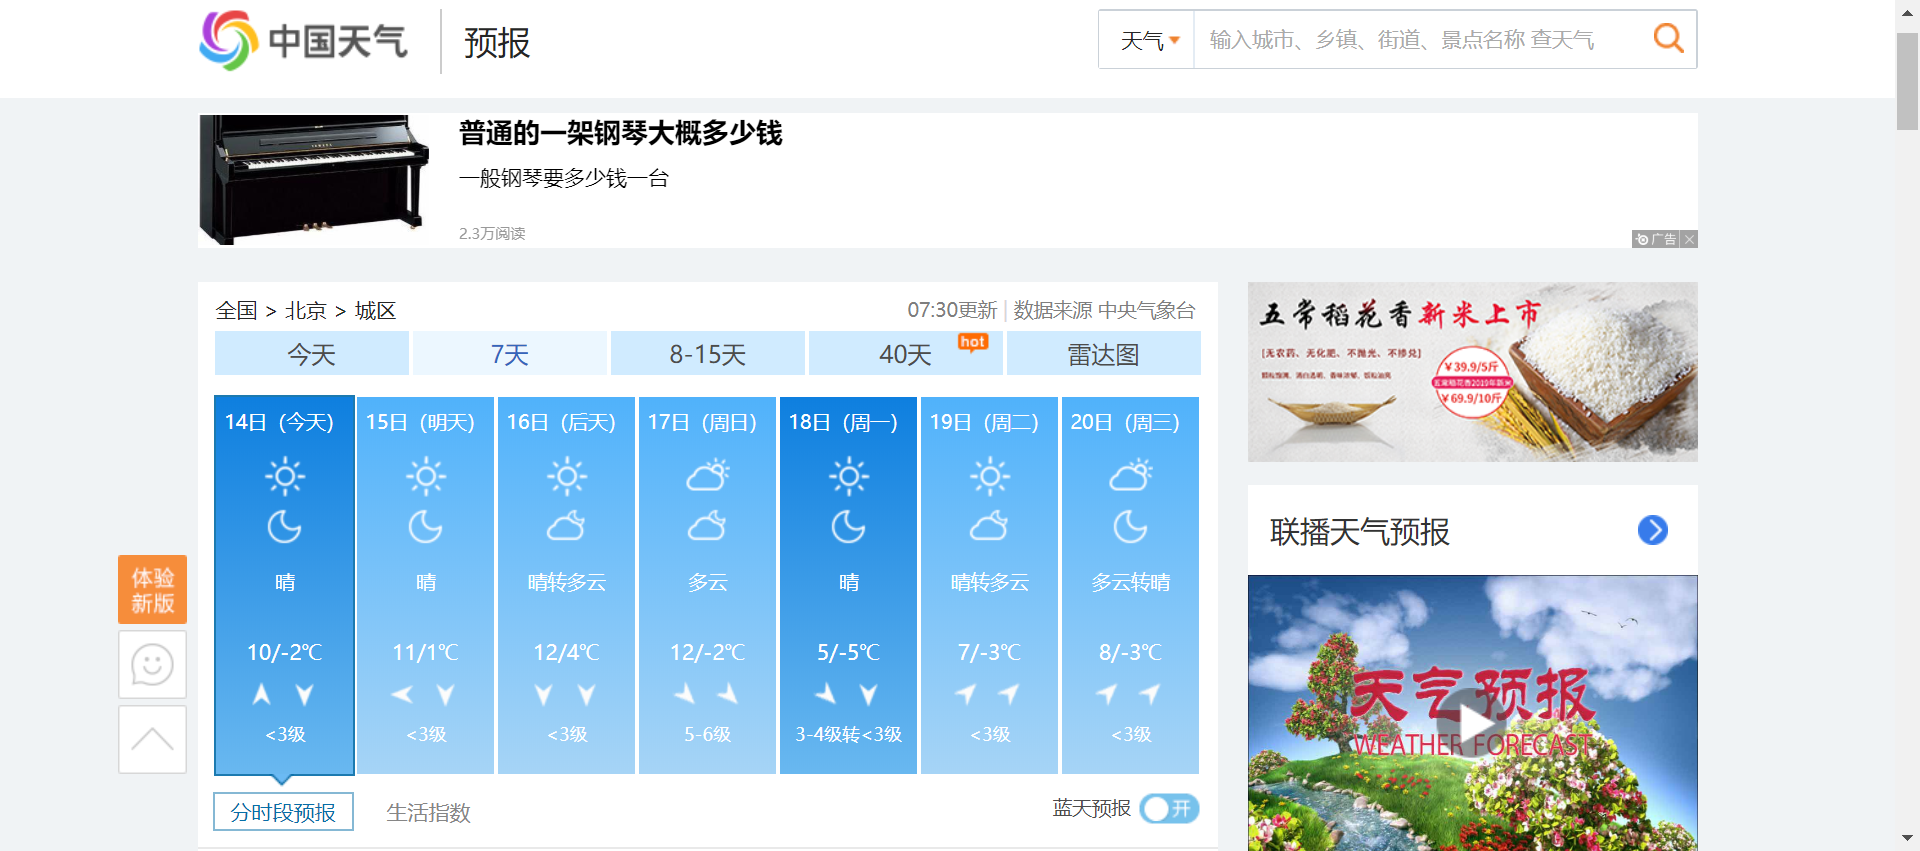 中国天气 预报
天气 输入城市、乡镇、街道、景点名称 查天气
YAMAHA
普通的一架钢琴大概多少钱
一般钢琴要多少钱一台
2.3万阅读
广告
全国 > 北京 > 城区
07:30更新 | 数据来源 中央气象台
今天 7天 8-15天 40天 hot 雷达图
14日（今天） 15日（明天） 16日（后天） 17日（周日） 18日（周一） 19日（周二） 20日（周三）
晴 晴 晴转多云 多云 晴 晴转多云 多云转晴
10/-2℃ 11/1℃ 12/4℃ 12/-2℃ 5/-5℃ 7/-3℃ 8/-3℃
<3级 <3级 <3级 5-6级 3-4级转<3级 <3级 <3级
分时段预报 生活指数 蓝天预报 开
体验
新版
五常稻花香新米上市
[无农药、无化肥、不抛光、不掺兑]
￥39.9/5斤
五常稻花香2019年新米
￥69.9/10斤
联播天气预报
天气预报
WEATHER FORECAST